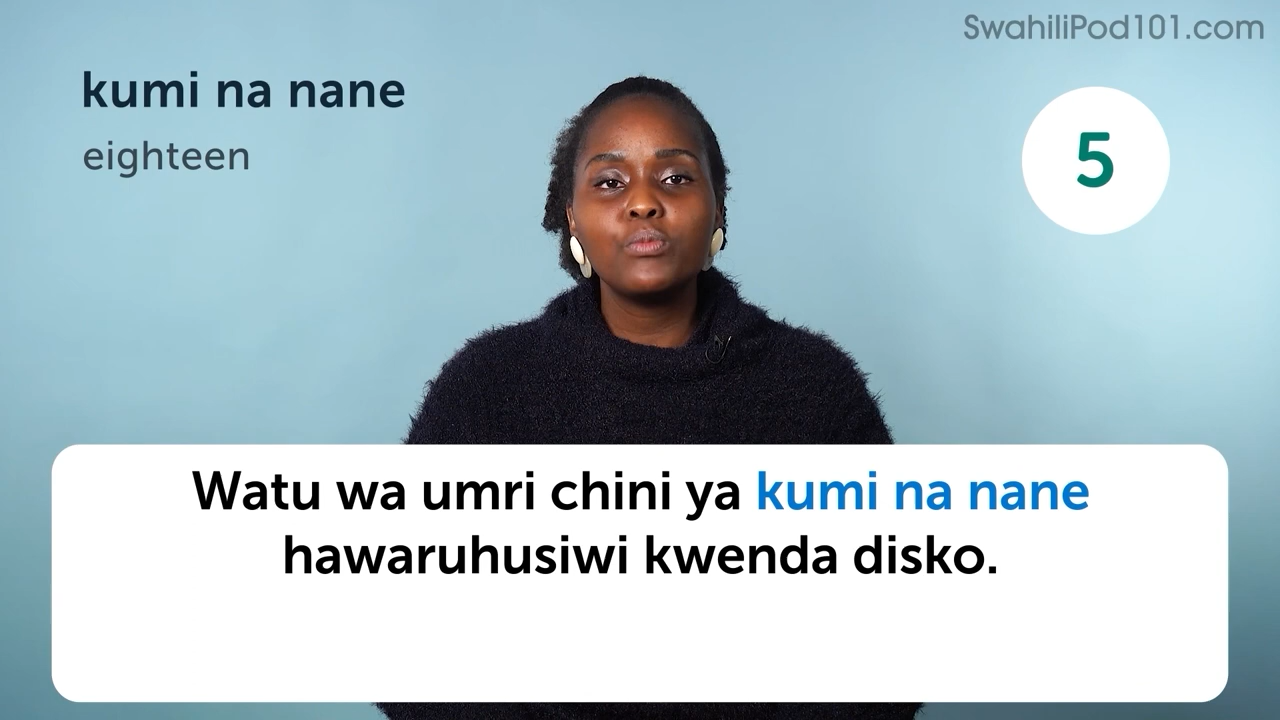 SwahiliPod101.com
kumi na nane
eighteen
5
Watu wa umri chini ya kumi na nane
hawaruhusiwi kwenda disko.